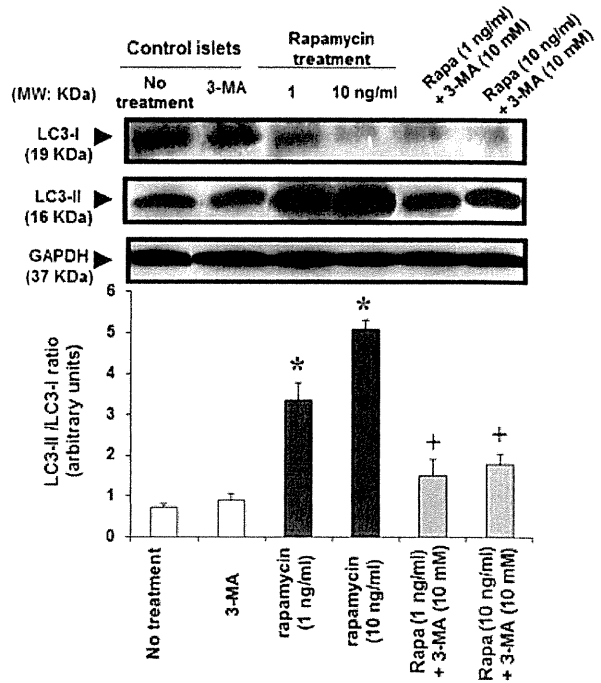 Control islets
Rapamycin
treatment
No
treatment
3-MA
1
10 ng/ml
Rapa (1 ng/ml)
+ 3-MA (10 mM)
Rapa (10 ng/ml)
+ 3-MA (10 mM)
(MW: KDa)
LC3-I
(19 KDa)
LC3-II
(16 KDa)
GAPDH
(37 KDa)
LC3-II /LC3-I ratio
(arbitrary units)
6
5
4
3
2
1
0
*
*
+
+
No treatment
3-MA
rapamycin
(1 ng/ml)
rapamycin
(10 ng/ml)
Rapa (1 ng/ml)
+ 3-MA (10 mM)
Rapa (10 ng/ml)
+ 3-MA (10 mM)